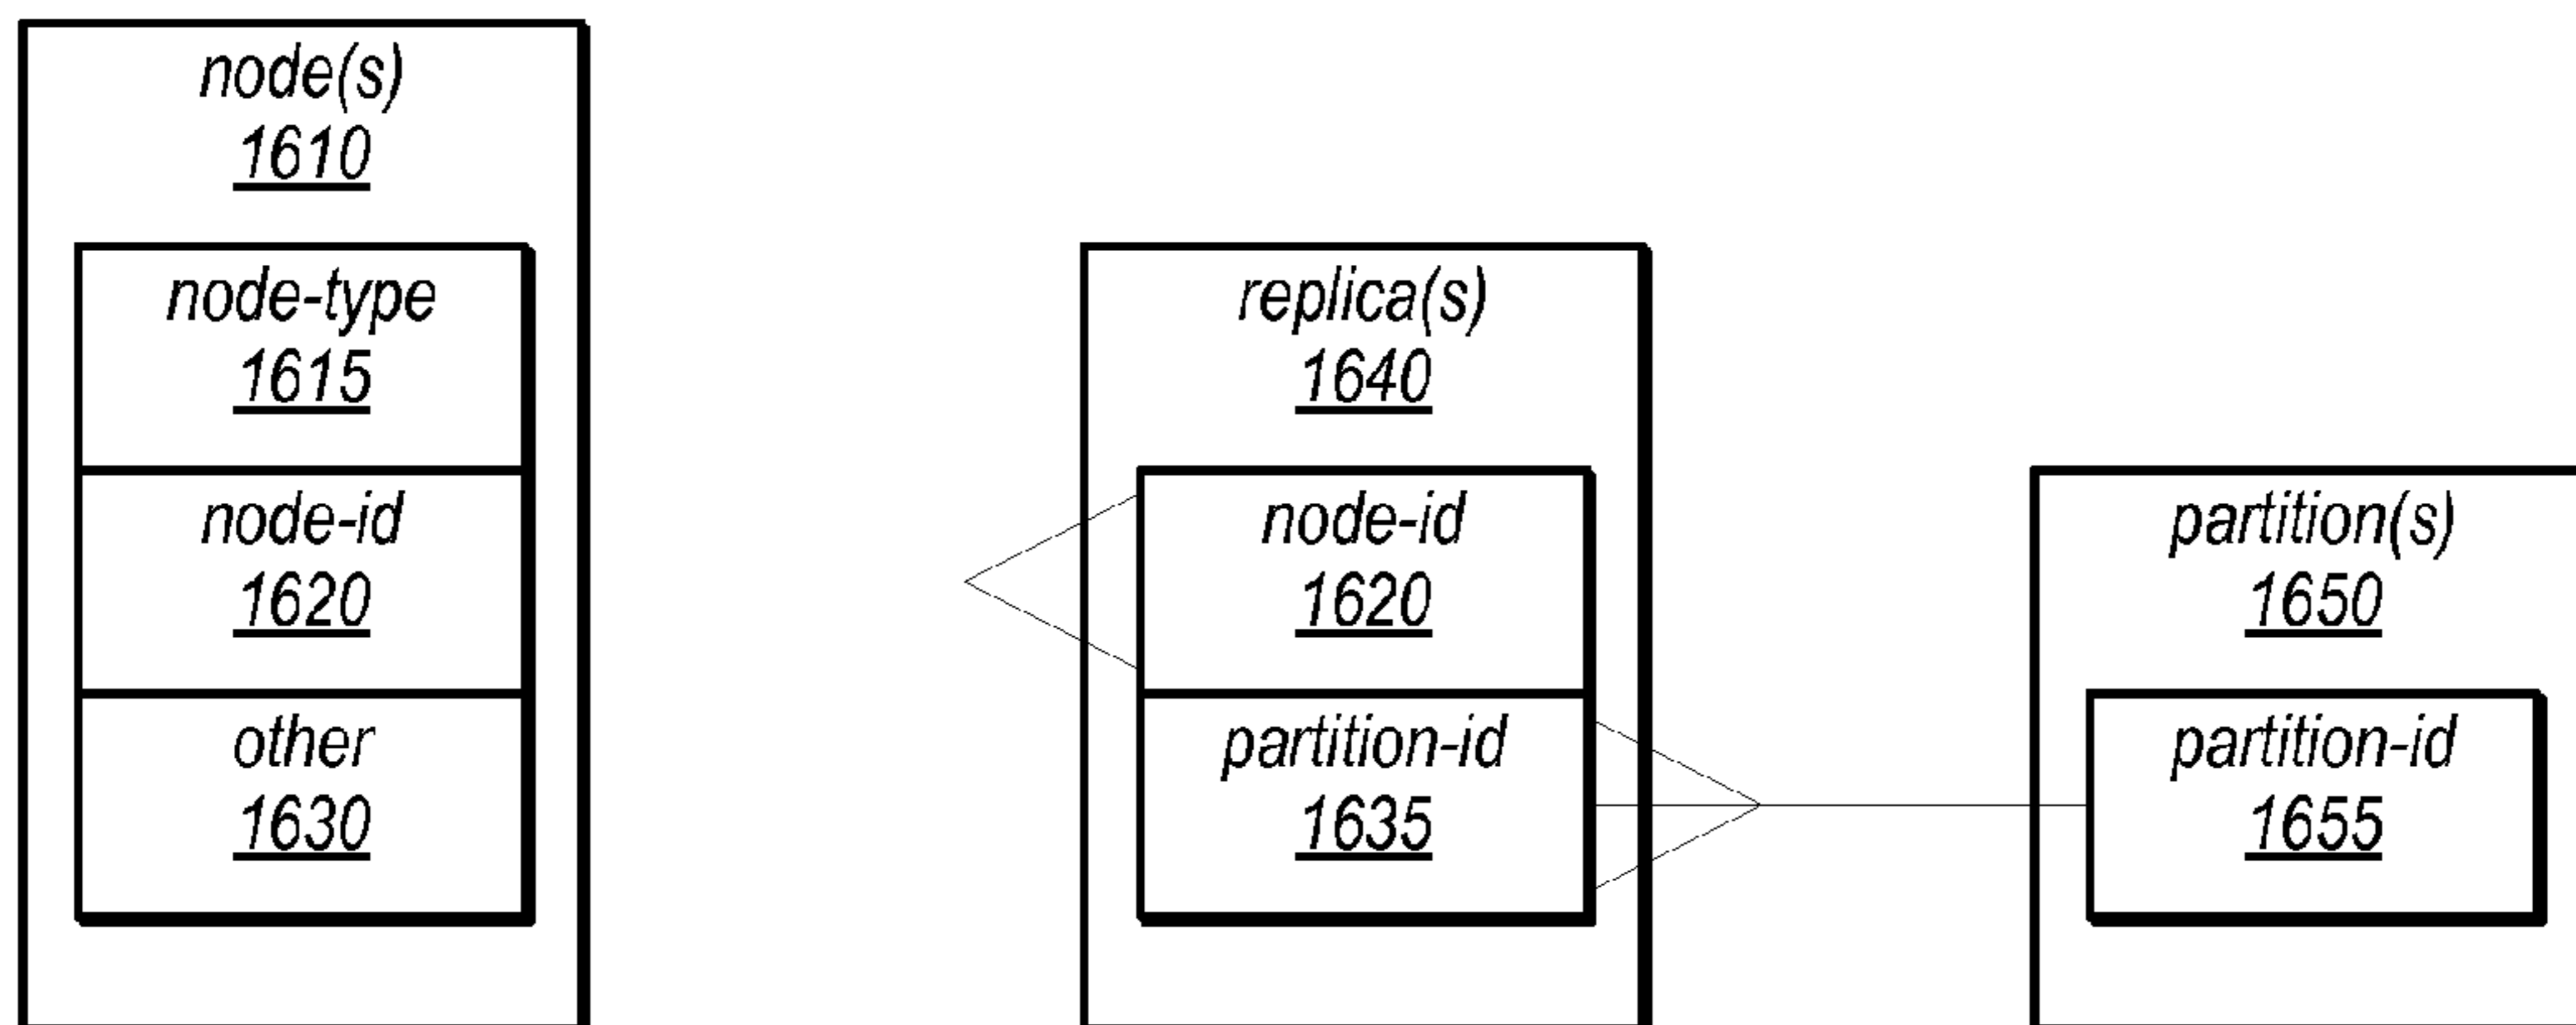 node(s)
1610
node-type
1615
node-id
1620
other
1630
replica(s)
1640
node-id
1620
partition-id
1635
partition(s)
1650
partition-id
1655